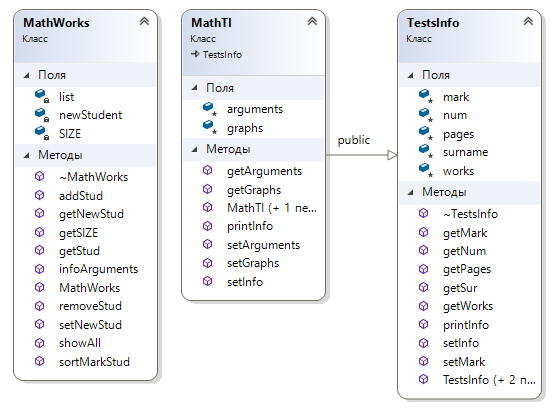 MathWorks
Класс
Поля
list
newStudent
SIZE
Методы
~MathWorks
addStud
getNewStud
getSIZE
getStud
infoArguments
MathWorks
removeStud
setNewStud
showAll
sortMarkStud
MathTI
Класс
TestsInfo
Поля
arguments
graphs
Методы
getArguments
getGraphs
MathTI (+ 1 пе...
printInfo
setArguments
setGraphs
setInfo
public
TestsInfo
Класс
Поля
mark
num
pages
surname
works
Методы
~TestsInfo
getMark
getNum
getPages
getSur
getWorks
printInfo
setInfo
setMark
TestsInfo (+ 2 п...